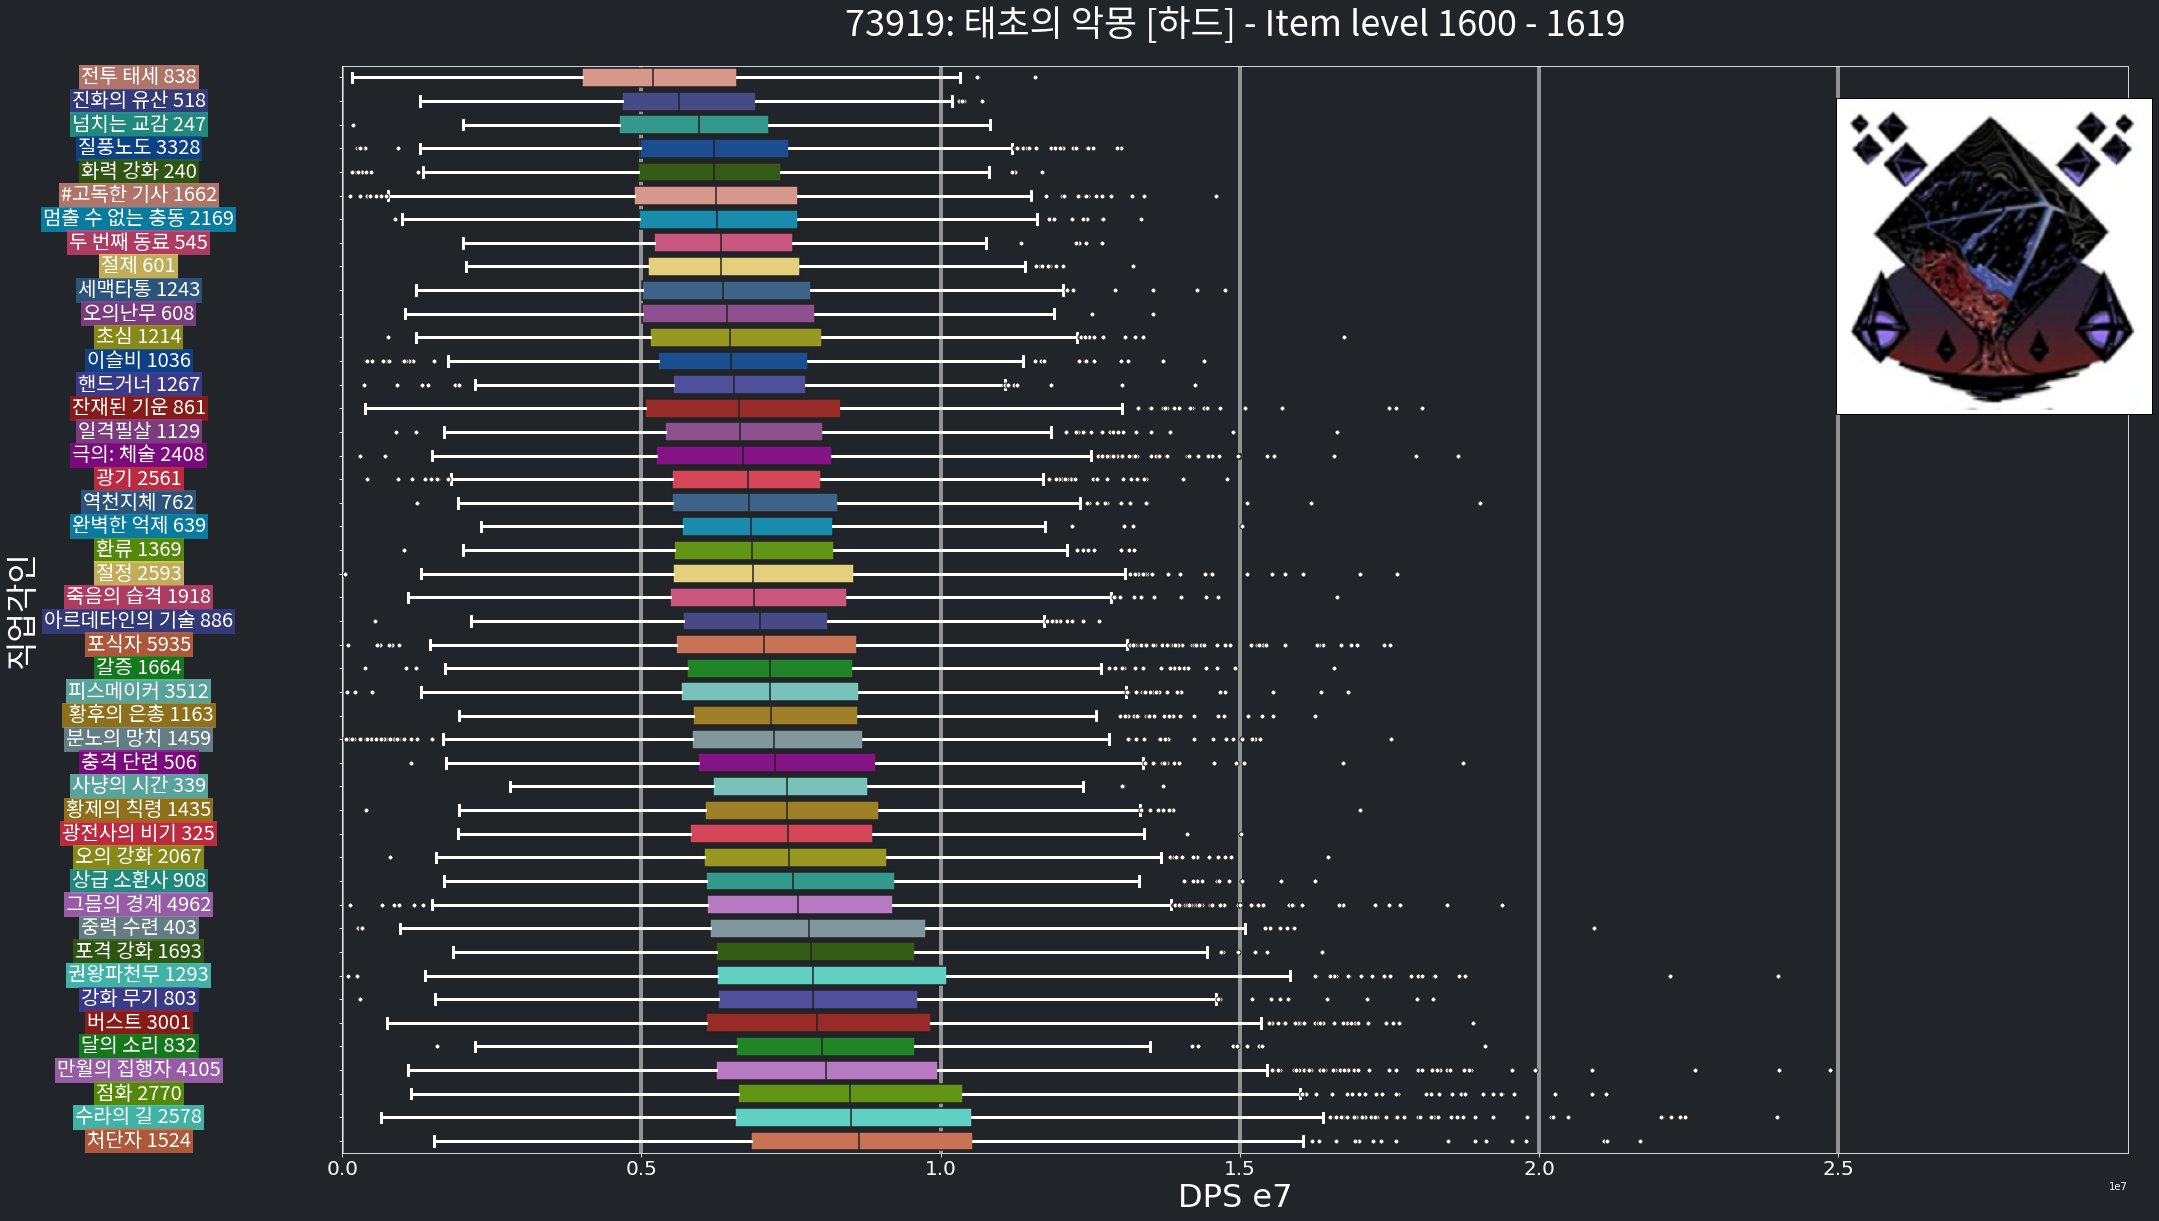 73919: 태초의 악몽 [하드] - Item level 1600 - 1619
전투 태세 838
진화의 유산 518
넘치는 교감 247
질풍노도 3328
화력 강화 240
#고독한 기사 1662
멈출 수 없는 충동 2169
두 번째 동료 545
절제 601
세맥타통 1243
오의난무 608
초심 1214
이슬비 1036
핸드거너 1267
잔재된 기운 861
일격필살 1129
극의: 체술 2408
광기 2561
역천지체 762
완벽한 억제 639
환류 1369
절정 2593
죽음의 습격 1918
아르데타인의 기술 886
포식자 5935
갈증 1664
피스메이커 3512
황후의 은총 1163
분노의 망치 1459
충격 단련 506
사냥의 시간 339
황제의 칙령 1435
광전사의 비기 325
오의 강화 2067
상급 소환사 908
그믐의 경계 4962
중력 수련 403
포격 강화 1693
권왕파천무 1293
강화 무기 803
버스트 3001
달의 소리 832
만월의 집행자 4105
점화 2770
수라의 길 2578
처단자 1524
직업각인
0.0 0.5 1.0 1.5 2.0 2.5
DPS e7
1e7